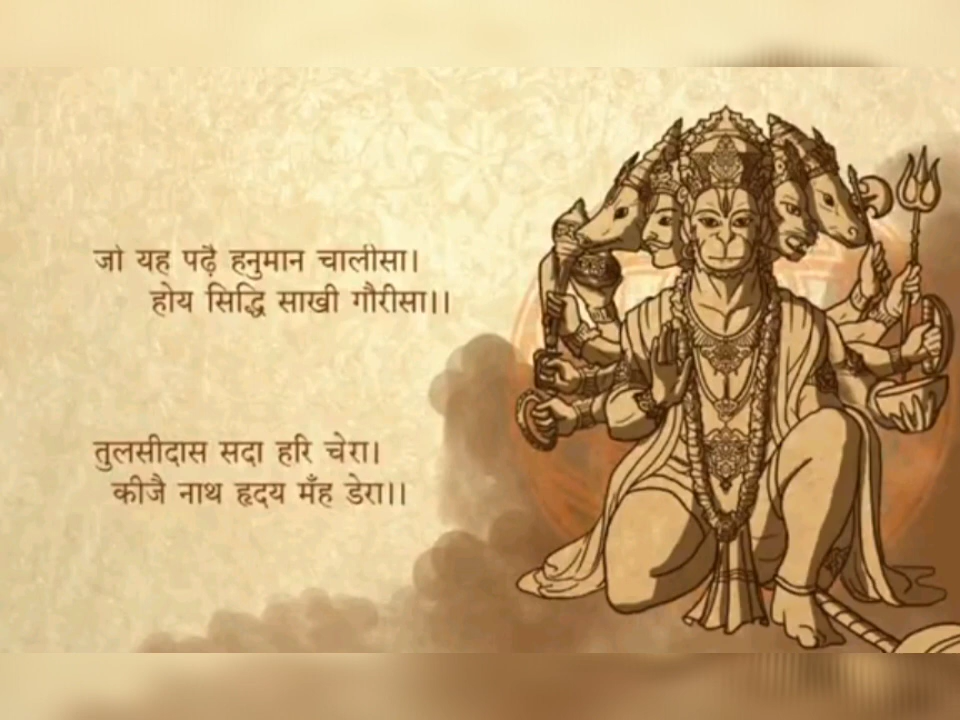 जो यह पढ़ै हनुमान चालीसा।
होय सिद्धि साखी गौरीसा।।
तुलसीदास सदा हरि चेरा।
कीजै नाथ हृदय मँह डेरा।।